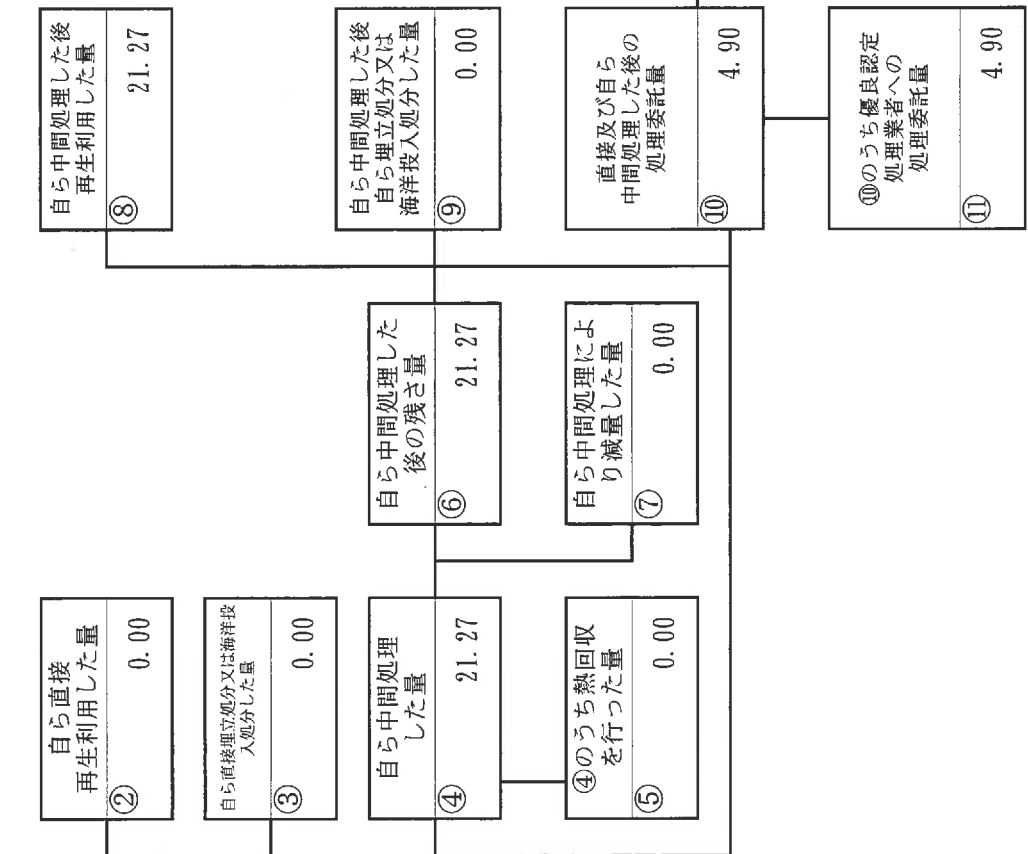 自ら直接
再生利用した量
② 0.00
自ら直接埋立処分又は海洋投
入処分した量
③ 0.00
自ら中間処理
した量
④ 21.27
④のうち熱回収
を行った量
⑤ 0.00
自ら中間処理した
後の残さ量
⑥ 21.27
自ら中間処理によ
り減量した量
⑦ 0.00
自ら中間処理した後
再生利用した量
⑧ 21.27
自ら中間処理した後
自ら埋立処分又は
海洋投入処分した量
⑨ 0.00
直接及び自ら
中間処理した後の
処理委託量
⑩ 4.90
⑩のうち優良認定
処理業者への
処理委託量
⑪ 4.90